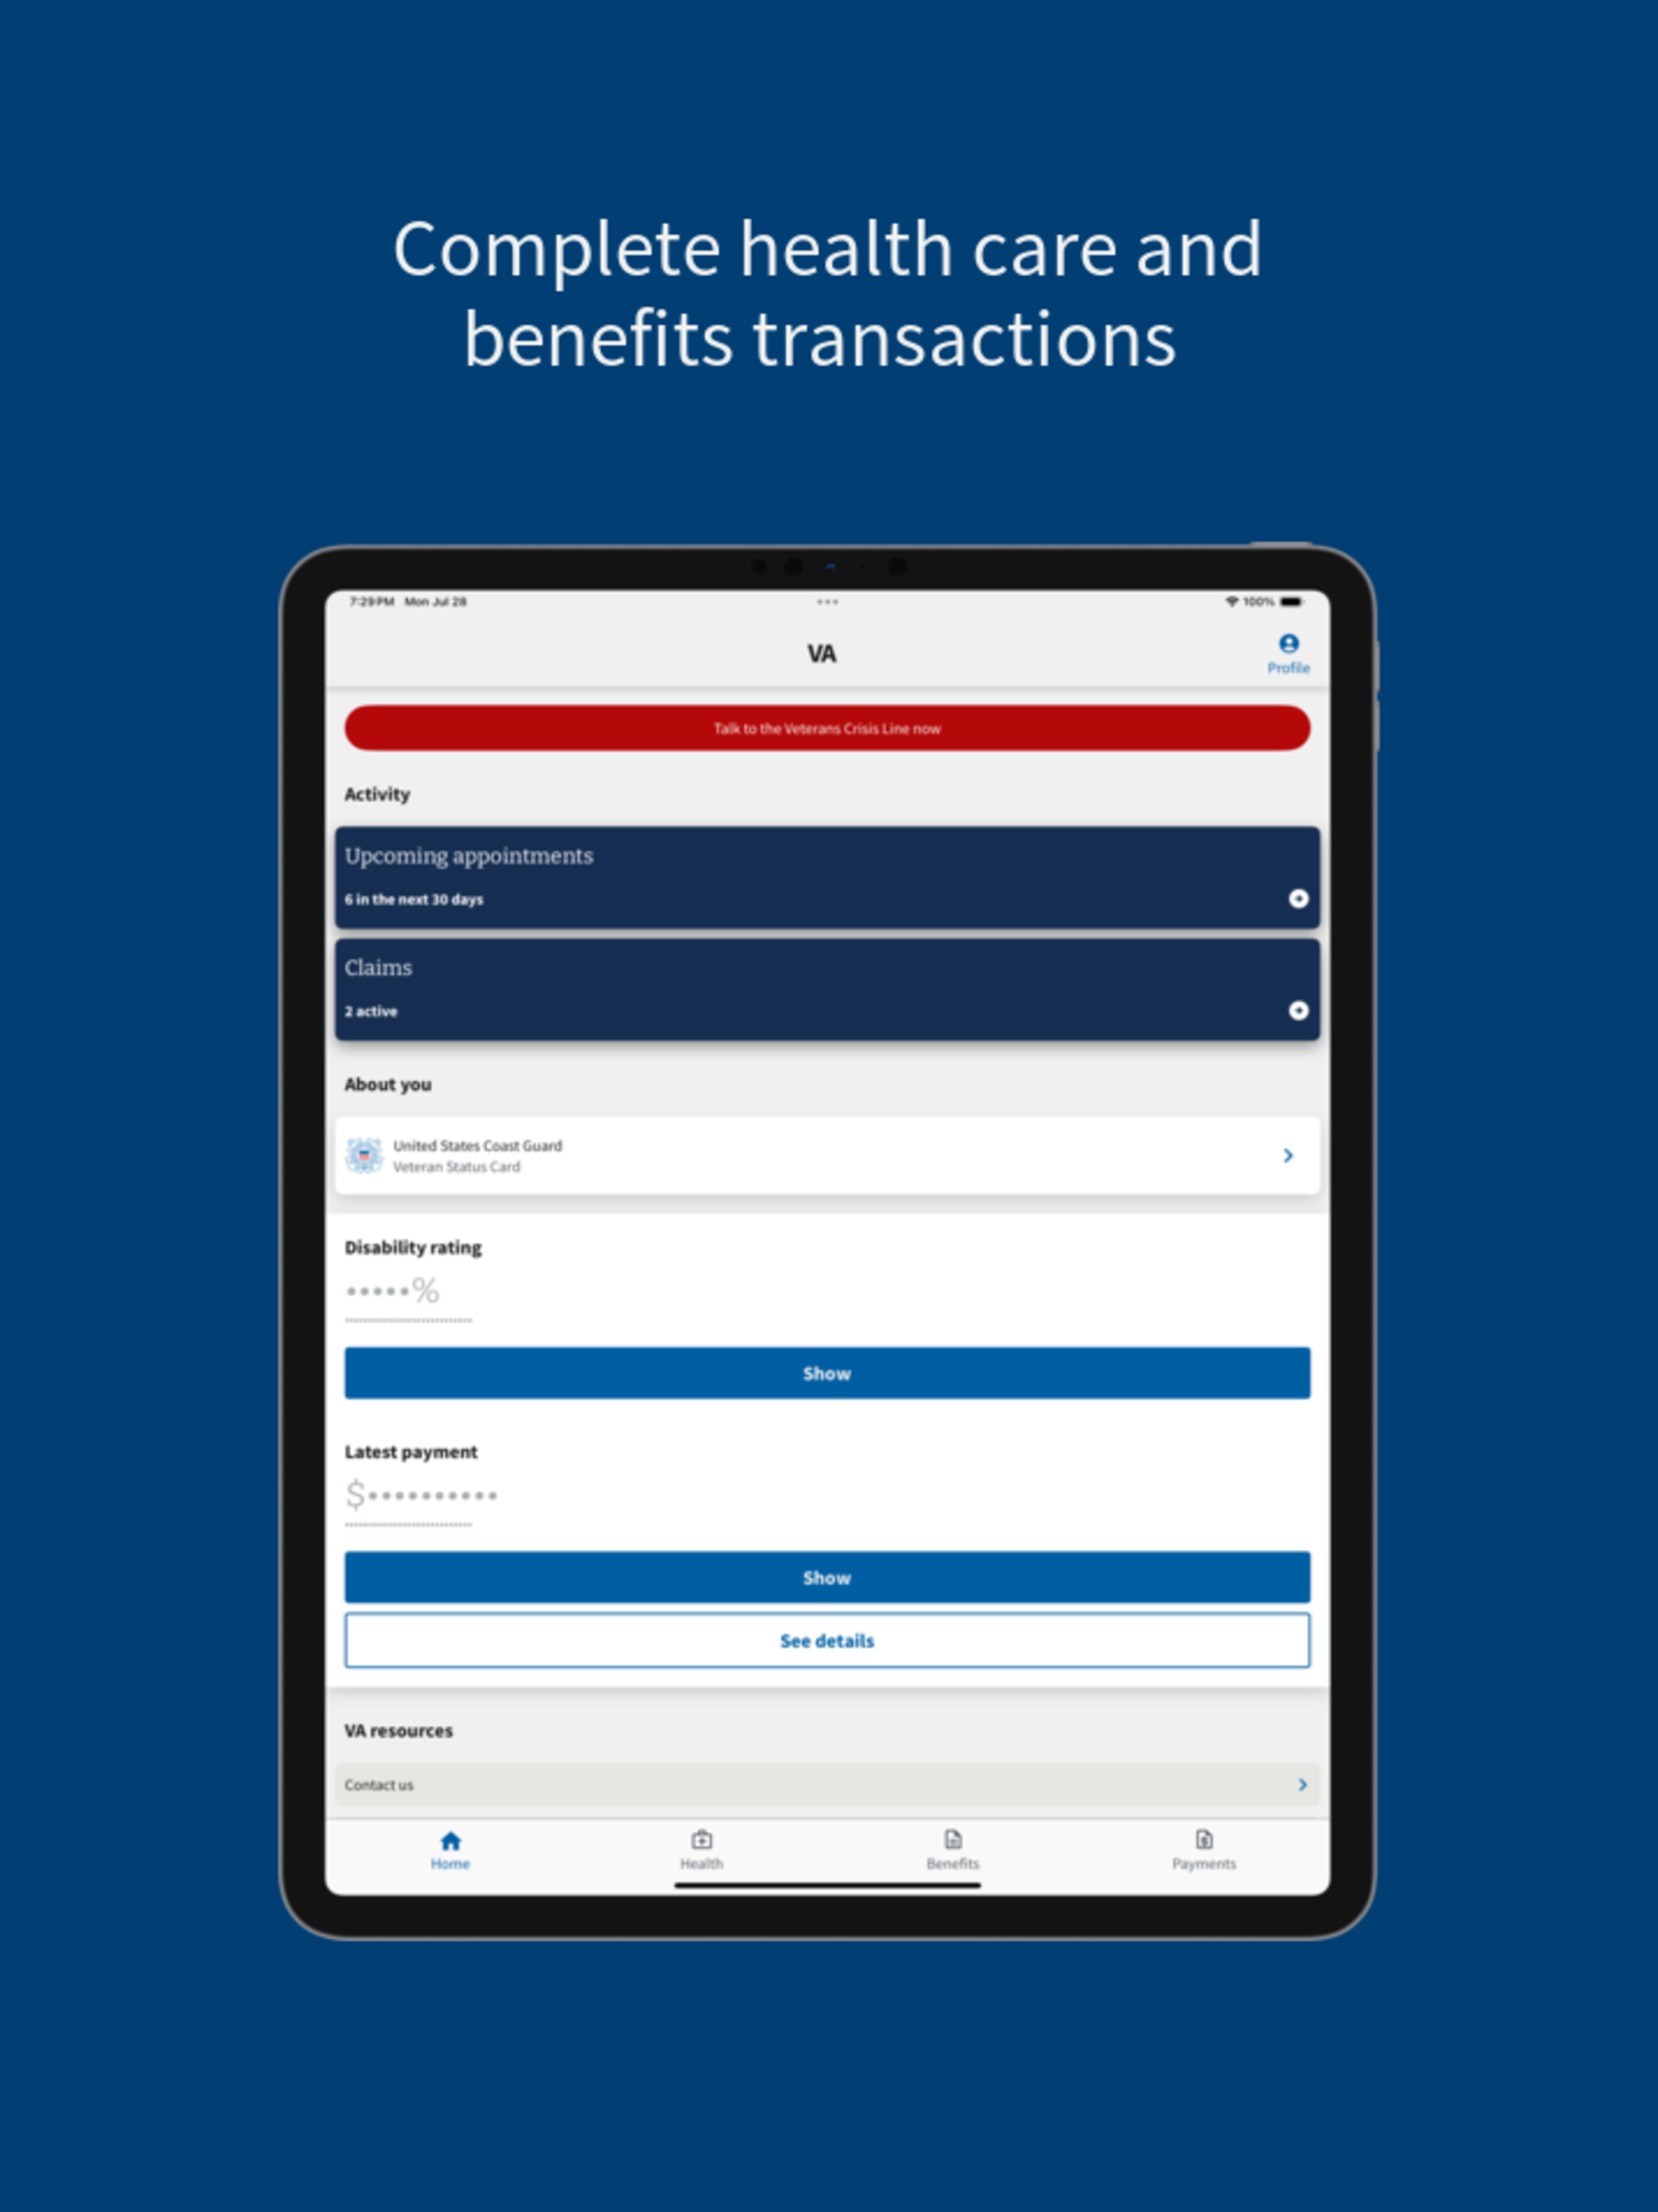 Complete health care and
benefits transactions
7:29 PM Mon Jul 28
100%
VA
Profile
Talk to the Veterans Crisis Line now
Activity
Upcoming appointments
6 in the next 30 days
Claims
2 active
About you
United States Coast Guard
Veteran Status Card
Disability rating
•••••%
Show
Latest payment
$••••••••••
Show
See details
VA resources
Contact us
Home Health Benefits Payments